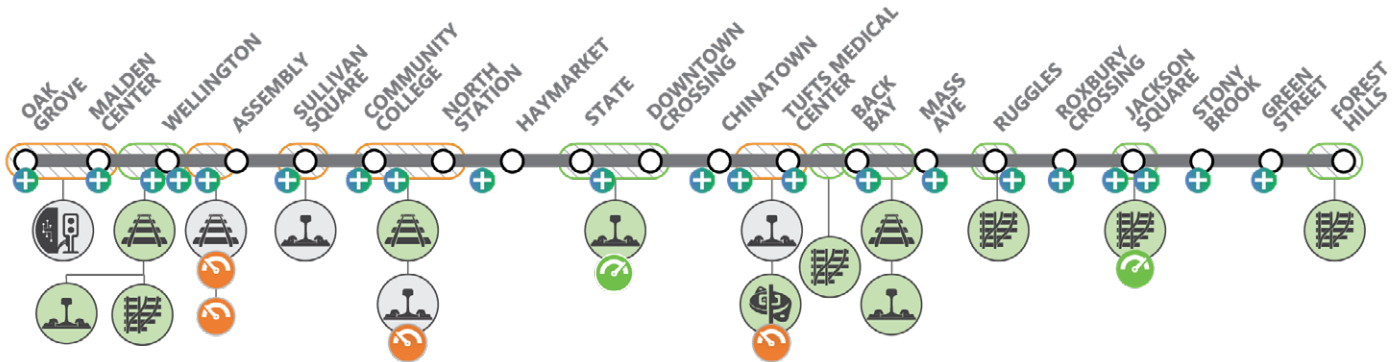 OAK
GROVE
MALDEN
CENTER
WELLINGTON
ASSEMBLY
SULLIVAN
SQUARE
COMMUNITY
COLLEGE
NORTH
STATION
HAYMARKET
STATE
DOWNTOWN
CROSSING
CHINATOWN
TUFTS MEDICAL
CENTER
BACK
BAY
MASS
AVE
RUGGLES
ROXBURY
CROSSING
JACKSON
SQUARE
STONY
BROOK
GREEN
STREET
FOREST
HILLS